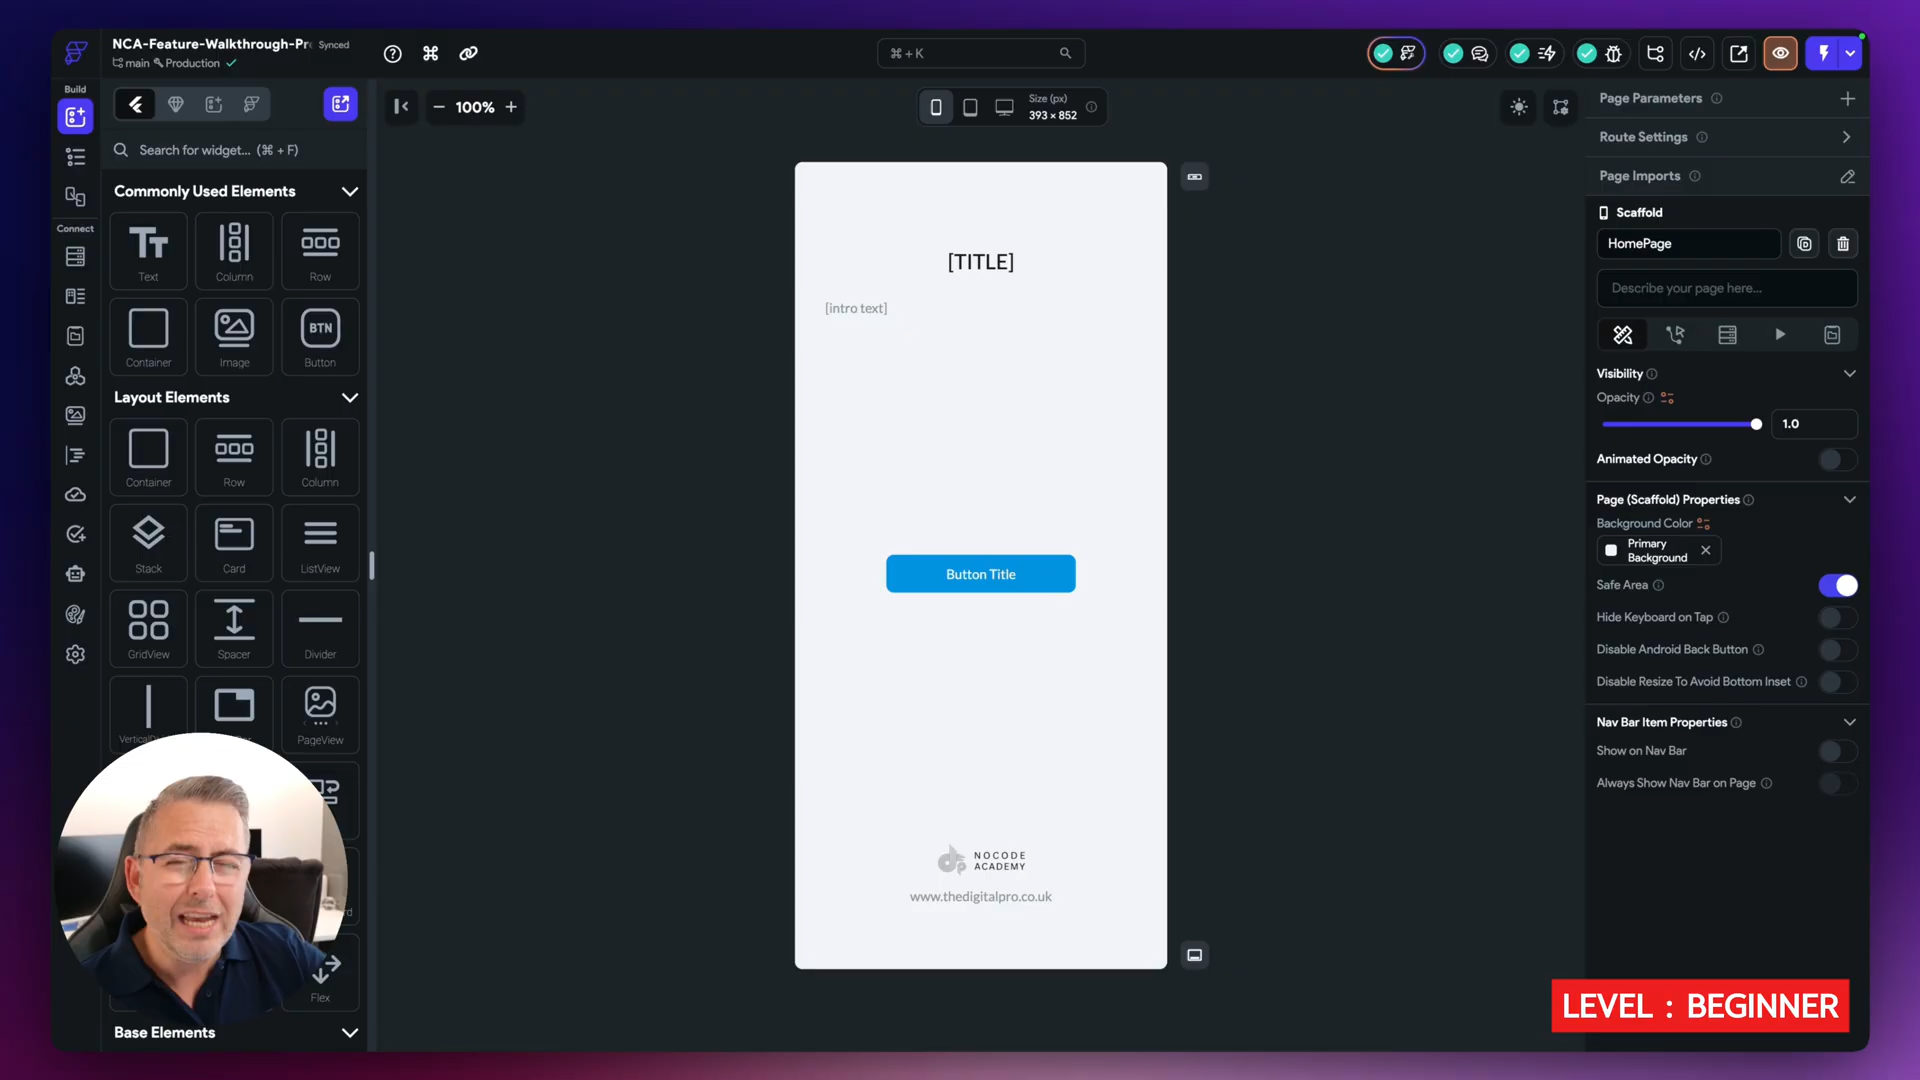 NCA-Feature-Walkthrough-Pr
Synced
main
Production
⌘ + K
Build
Connect
Search for widget... (⌘ + F)
Commonly Used Elements
Text
Column
Row
Container
Image
BTN
Button
Layout Elements
Container
Row
Column
Stack
Card
ListView
GridView
Spacer
Divider
PageView
Flex
Base Elements
100%
Size (px)
393 × 852
[TITLE]
[intro text]
Button Title
NOCODE
ACADEMY
www.thedigitalpro.co.uk
Page Parameters
Route Settings
Page Imports
Scaffold
HomePage
Describe your page here...
Visibility
Opacity
1.0
Animated Opacity
Page (Scaffold) Properties
Background Color
Primary
Background
Safe Area
Hide Keyboard on Tap
Disable Android Back Button
Disable Resize To Avoid Bottom Inset
Nav Bar Item Properties
Show on Nav Bar
Always Show Nav Bar on Page
LEVEL : BEGINNER